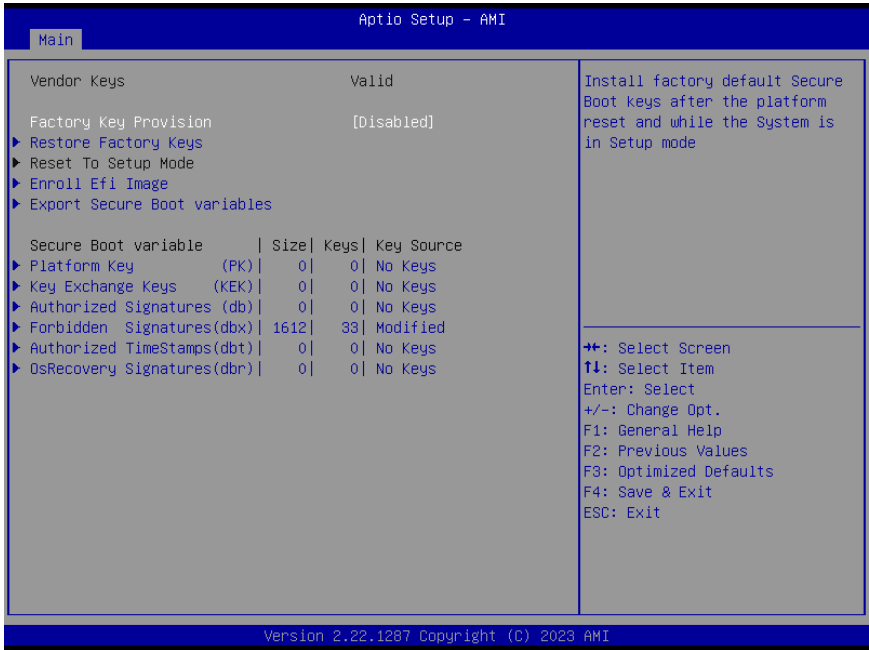 Aptio Setup – AMI
Main
Vendor Keys Valid
Factory Key Provision [Disabled]
Restore Factory Keys
Reset To Setup Mode
Enroll Efi Image
Export Secure Boot variables
Secure Boot variable | Size| Keys| Key Source
Platform Key (PK)| 0| 0| No Keys
Key Exchange Keys (KEK)| 0| 0| No Keys
Authorized Signatures (db)| 0| 0| No Keys
Forbidden Signatures(dbx)| 1612| 33| Modified
Authorized TimeStamps(dbt)| 0| 0| No Keys
OsRecovery Signatures(dbr)| 0| 0| No Keys
Install factory default Secure
Boot keys after the platform
reset and while the System is
in Setup mode
→←: Select Screen
↑↓: Select Item
Enter: Select
+/-: Change Opt.
F1: General Help
F2: Previous Values
F3: Optimized Defaults
F4: Save & Exit
ESC: Exit
Version 2.22.1287 Copyright (C) 2023 AMI